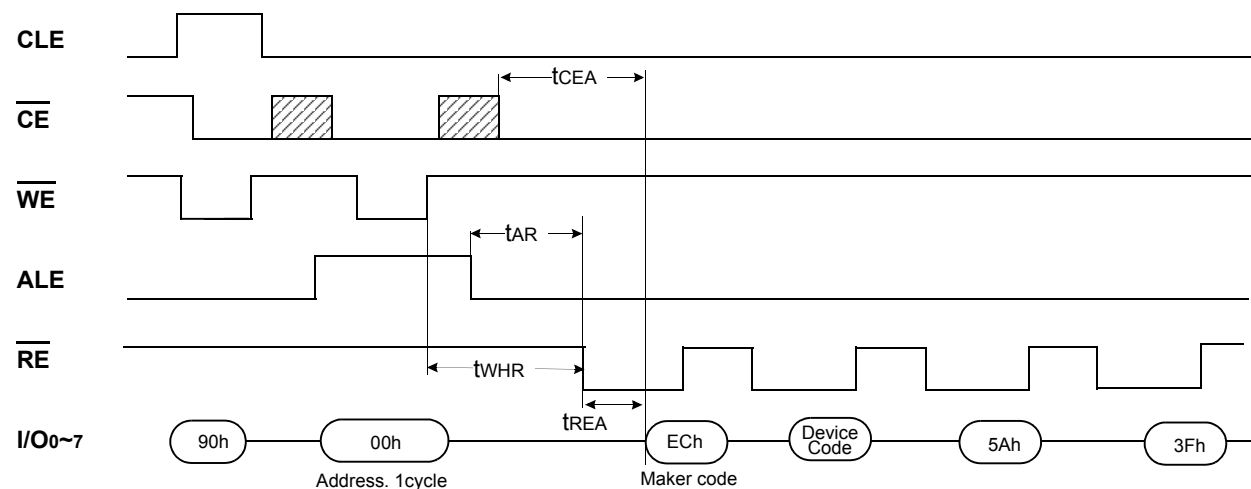 CLE
tCEA
CE
WE
tAR
ALE
RE
tWHR
tREA
I/O0~7 90h 00h ECh Device Code 5Ah 3Fh
Address. 1cycle Maker code